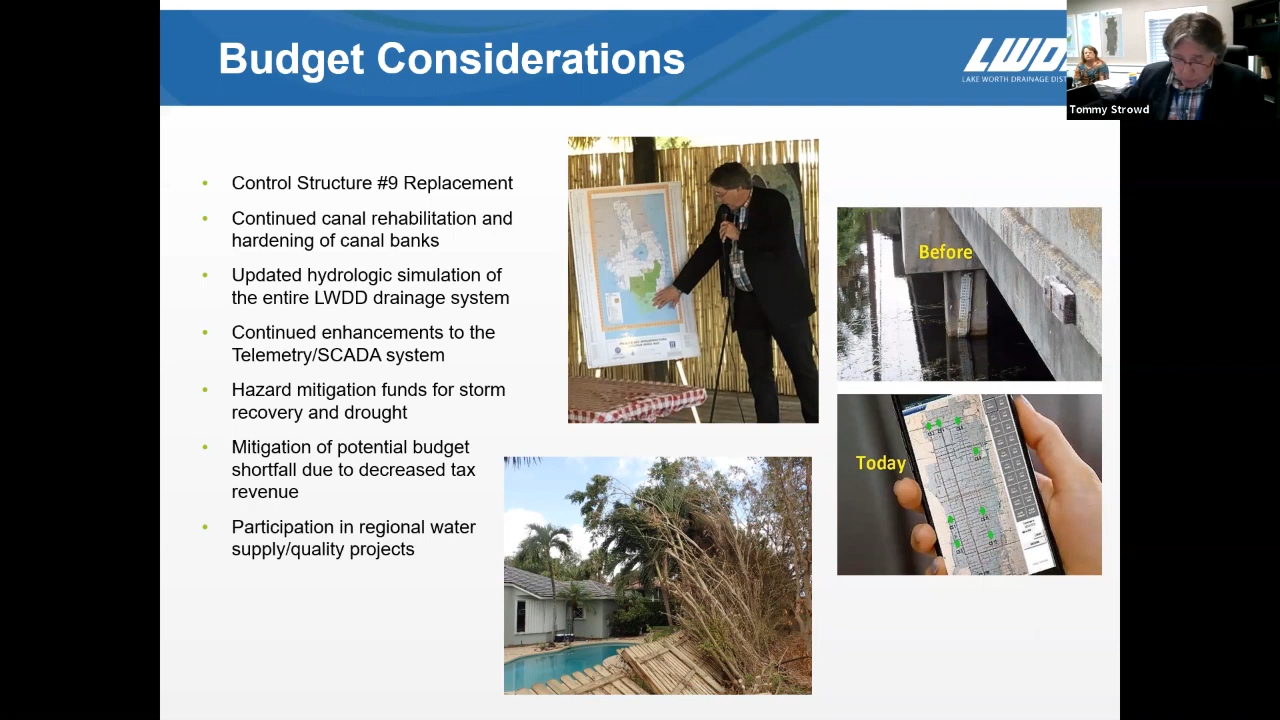 Budget Considerations
LWD
LAKE WORTH DRAINAGE DIS
Tommy Strowd
• Control Structure #9 Replacement
• Continued canal rehabilitation and
hardening of canal banks
• Updated hydrologic simulation of
the entire LWDD drainage system
• Continued enhancements to the
Telemetry/SCADA system
• Hazard mitigation funds for storm
recovery and drought
• Mitigation of potential budget
shortfall due to decreased tax
revenue
• Participation in regional water
supply/quality projects
Before
Today